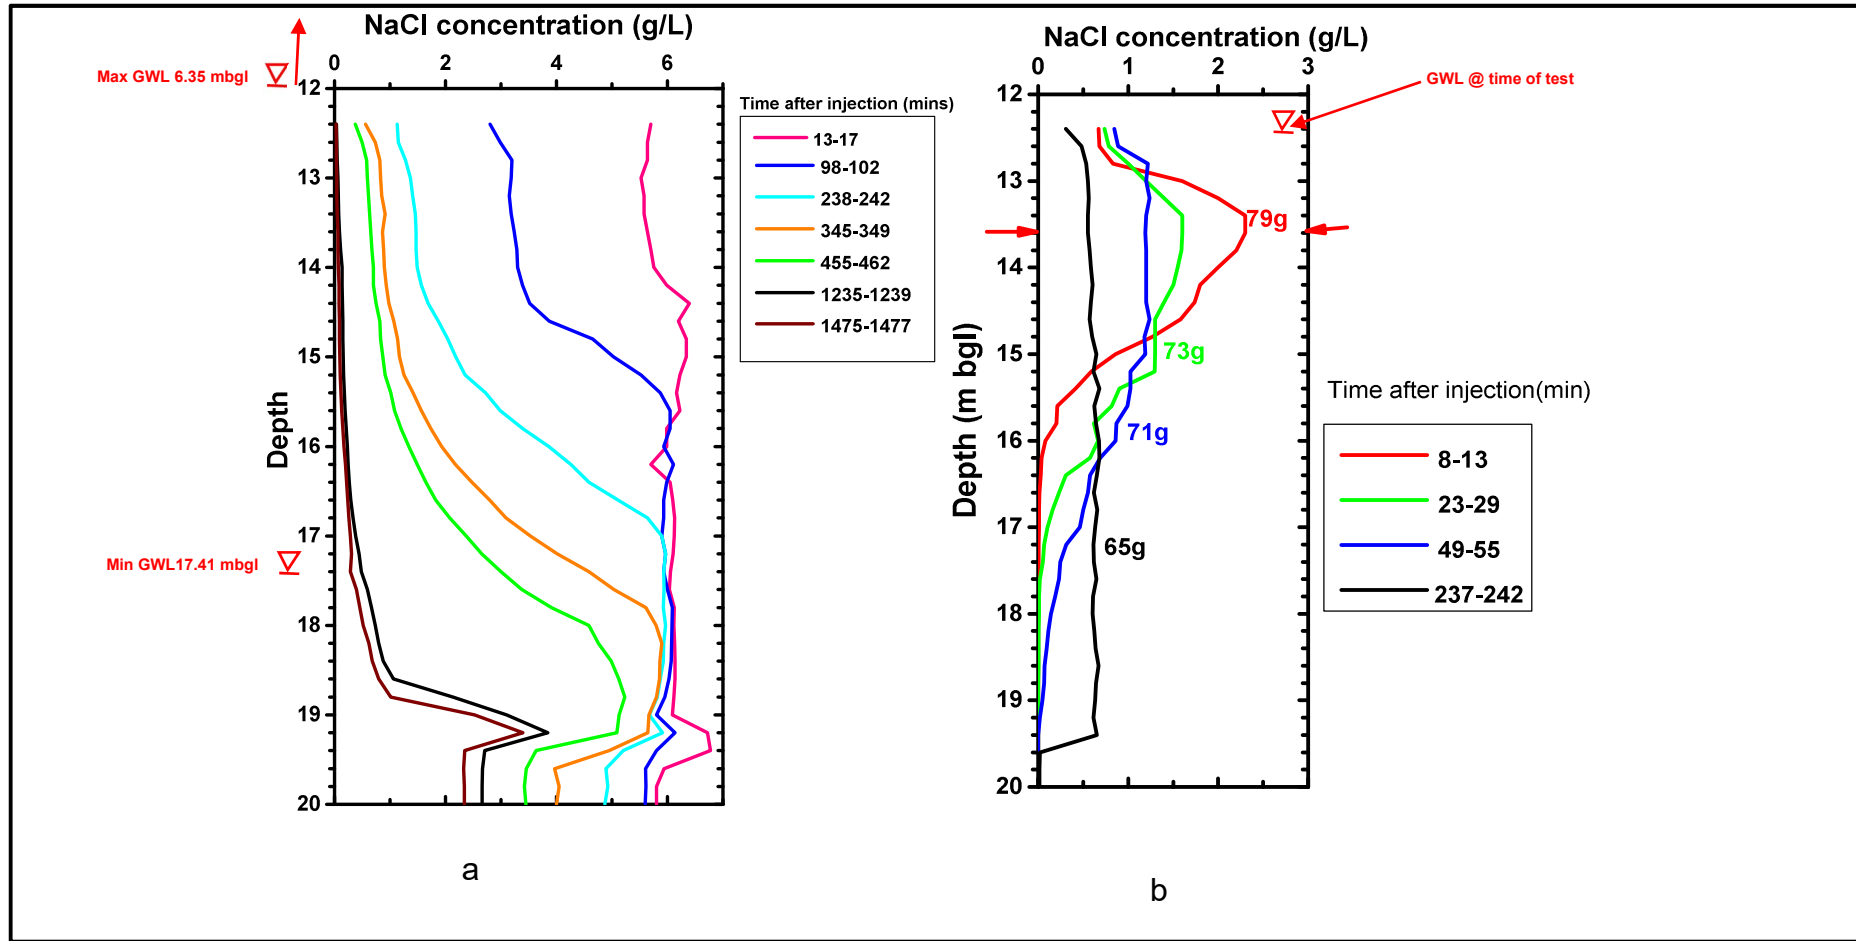 NaCl concentration (g/L)
0 2 4 6
Max GWL 6.35 mbgl
12
13
14
15
16
17
18
19
20
Depth
Min GWL17.41 mbgl
Time after injection (mins)
13-17
98-102
238-242
345-349
455-462
1235-1239
1475-1477
a
NaCl concentration (g/L)
0 1 2 3
GWL @ time of test
12
13
14
15
16
17
18
19
20
Depth (m bgl)
79g
73g
71g
65g
Time after injection(min)
8-13
23-29
49-55
237-242
b